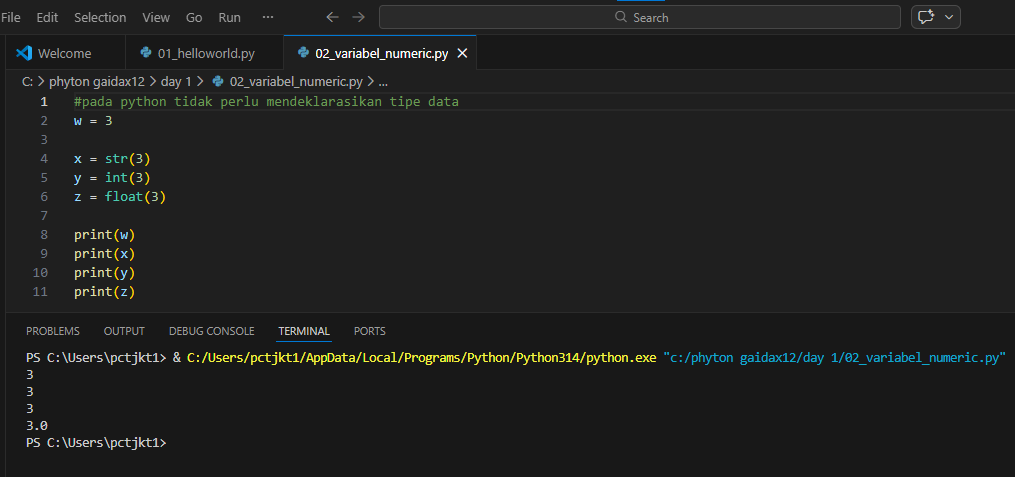 File Edit Selection View Go Run ··· Search
Welcome 01_helloworld.py 02_variabel_numeric.py
C: > phyton gaidax12 > day 1 > 02_variabel_numeric.py > ...
1 #pada python tidak perlu mendeklarasikan tipe data
2 w = 3
3
4 x = str(3)
5 y = int(3)
6 z = float(3)
7
8 print(w)
9 print(x)
10 print(y)
11 print(z)
PROBLEMS OUTPUT DEBUG CONSOLE TERMINAL PORTS
PS C:\Users\pctjkt1> & C:/Users/pctjkt1/AppData/Local/Programs/Python/Python314/python.exe "c:/phyton gaidax12/day 1/02_variabel_numeric.py"
3
3
3
3.0
PS C:\Users\pctjkt1>